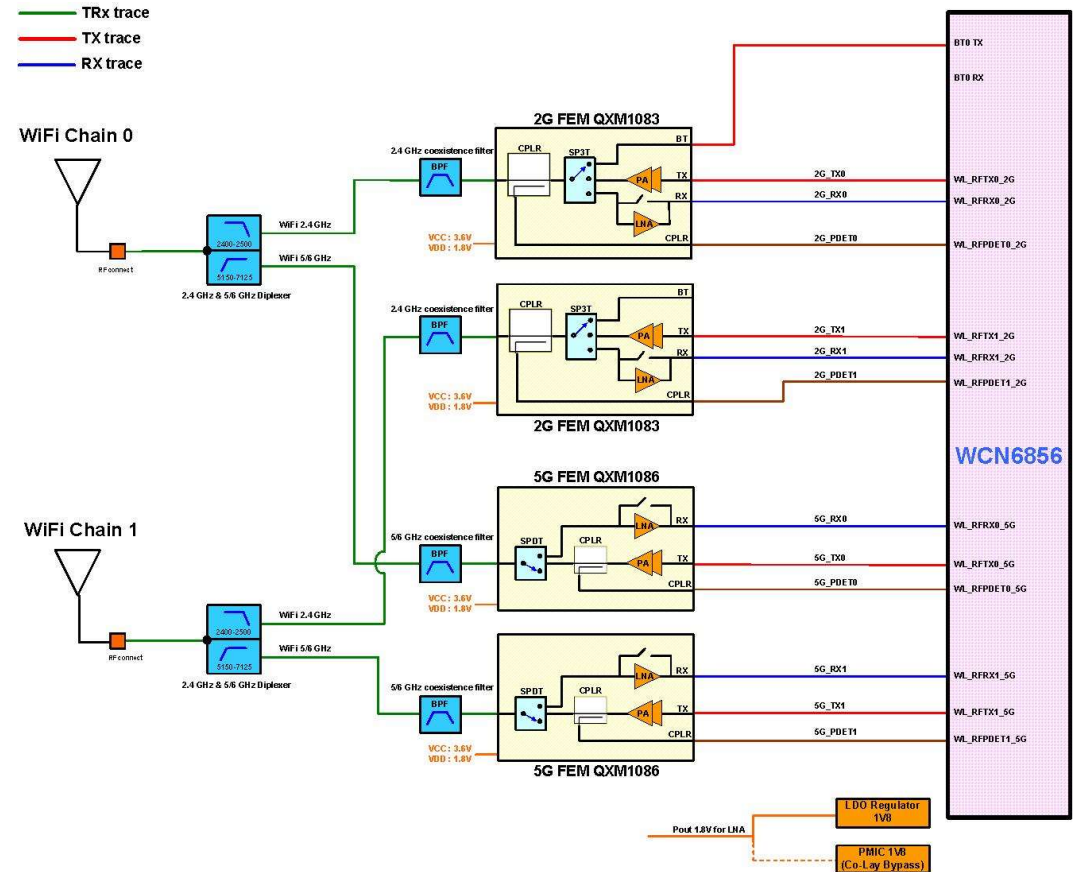 TRx trace
TX trace
RX trace
WiFi Chain 0
RF connect
2400-2500
5150-7125
2.4 GHz & 5/6 GHz Diplexer
WiFi 2.4 GHz
WiFi 5/6 GHz
2.4 GHz coexistence filter
BPF
2G FEM QXM1083
CPLR
SP3T
BT
PA
TX
RX
LNA
CPLR
VCC : 3.6V
VDD : 1.8V
2G_TX0
2G_RX0
2G_PDET0
BT0 TX
BT0 RX
WL_RFTX0_2G
WL_RFRX0_2G
WL_RFPDET0_2G
2.4 GHz coexistence filter
BPF
CPLR
SP3T
BT
PA
TX
RX
LNA
CPLR
VCC : 3.6V
VDD : 1.8V
2G FEM QXM1083
2G_TX1
2G_RX1
2G_PDET1
WL_RFTX1_2G
WL_RFRX1_2G
WL_RFPDET1_2G
WCN6856
WiFi Chain 1
RF connect
2400-2500
5150-7125
2.4 GHz & 5/6 GHz Diplexer
WiFi 2.4 GHz
WiFi 5/6 GHz
5G FEM QXM1086
5/6 GHz coexistence filter
BPF
SPDT
CPLR
LNA
RX
PA
TX
CPLR
VCC : 3.6V
VDD : 1.8V
5G_RX0
5G_TX0
5G_PDET0
WL_RFRX0_5G
WL_RFTX0_5G
WL_RFPDET0_5G
5/6 GHz coexistence filter
BPF
SPDT
CPLR
LNA
RX
PA
TX
CPLR
VCC : 3.6V
VDD : 1.8V
5G FEM QXM1086
5G_RX1
5G_TX1
5G_PDET1
WL_RFRX1_5G
WL_RFTX1_5G
WL_RFPDET1_5G
Pout 1.8V for LNA
LDO Regulator
1V8
PMIC 1V8
(Co-Lay Bypass)